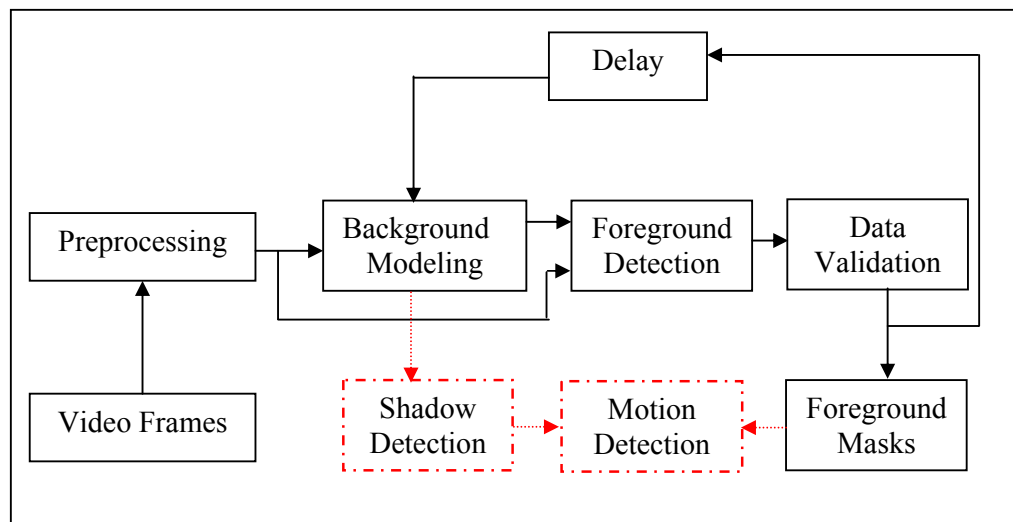 Delay
Preprocessing
Background
Modeling
Foreground
Detection
Data
Validation
Video Frames
Shadow
Detection
Motion
Detection
Foreground
Masks